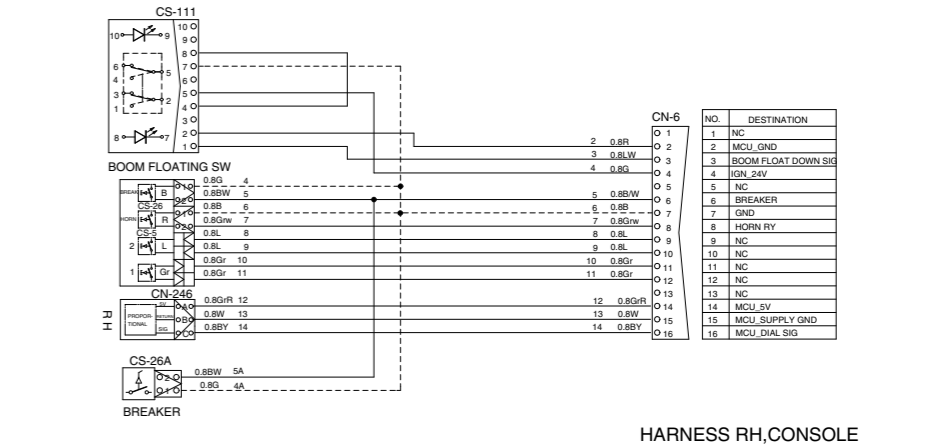 CS-111
10 9
6
5
4
3
2
1
8 7
10
9
8
7
6
5
4
3
2
1
BOOM FLOATING SW
0.8G 4
BREAK B 2 0.8BW 5
CS-26 1 0.8B 6
HORN R 2 0.8Grw 7
CS-5 0.8L 8
2 L 0.8L 9
0.8Gr 10
1 Gr 0.8Gr 11
CN-246
RH
PROPOR-
TIONAL
5V A 0.8GrR 12
RETURN B 0.8W 13
SIG C 0.8BY 14
CS-26A
2 0.8BW 5A
1 0.8G 4A
BREAKER
CN-6
2 0.8R
3 0.8LW
4 0.8G
5 0.8B/W
6 0.8B
7 0.8Grw
8 0.8L
9 0.8L
10 0.8Gr
11 0.8Gr
12 0.8GrR
13 0.8W
14 0.8BY
1
2
3
4
5
6
7
8
9
10
11
12
13
14
15
16
NO. DESTINATION
1 NC
2 MCU_GND
3 BOOM FLOAT DOWN SIG
4 IGN_24V
5 NC
6 BREAKER
7 GND
8 HORN RY
9 NC
10 NC
11 NC
12 NC
13 NC
14 MCU_5V
15 MCU_SUPPLY GND
16 MCU_DIAL SIG
HARNESS RH,CONSOLE